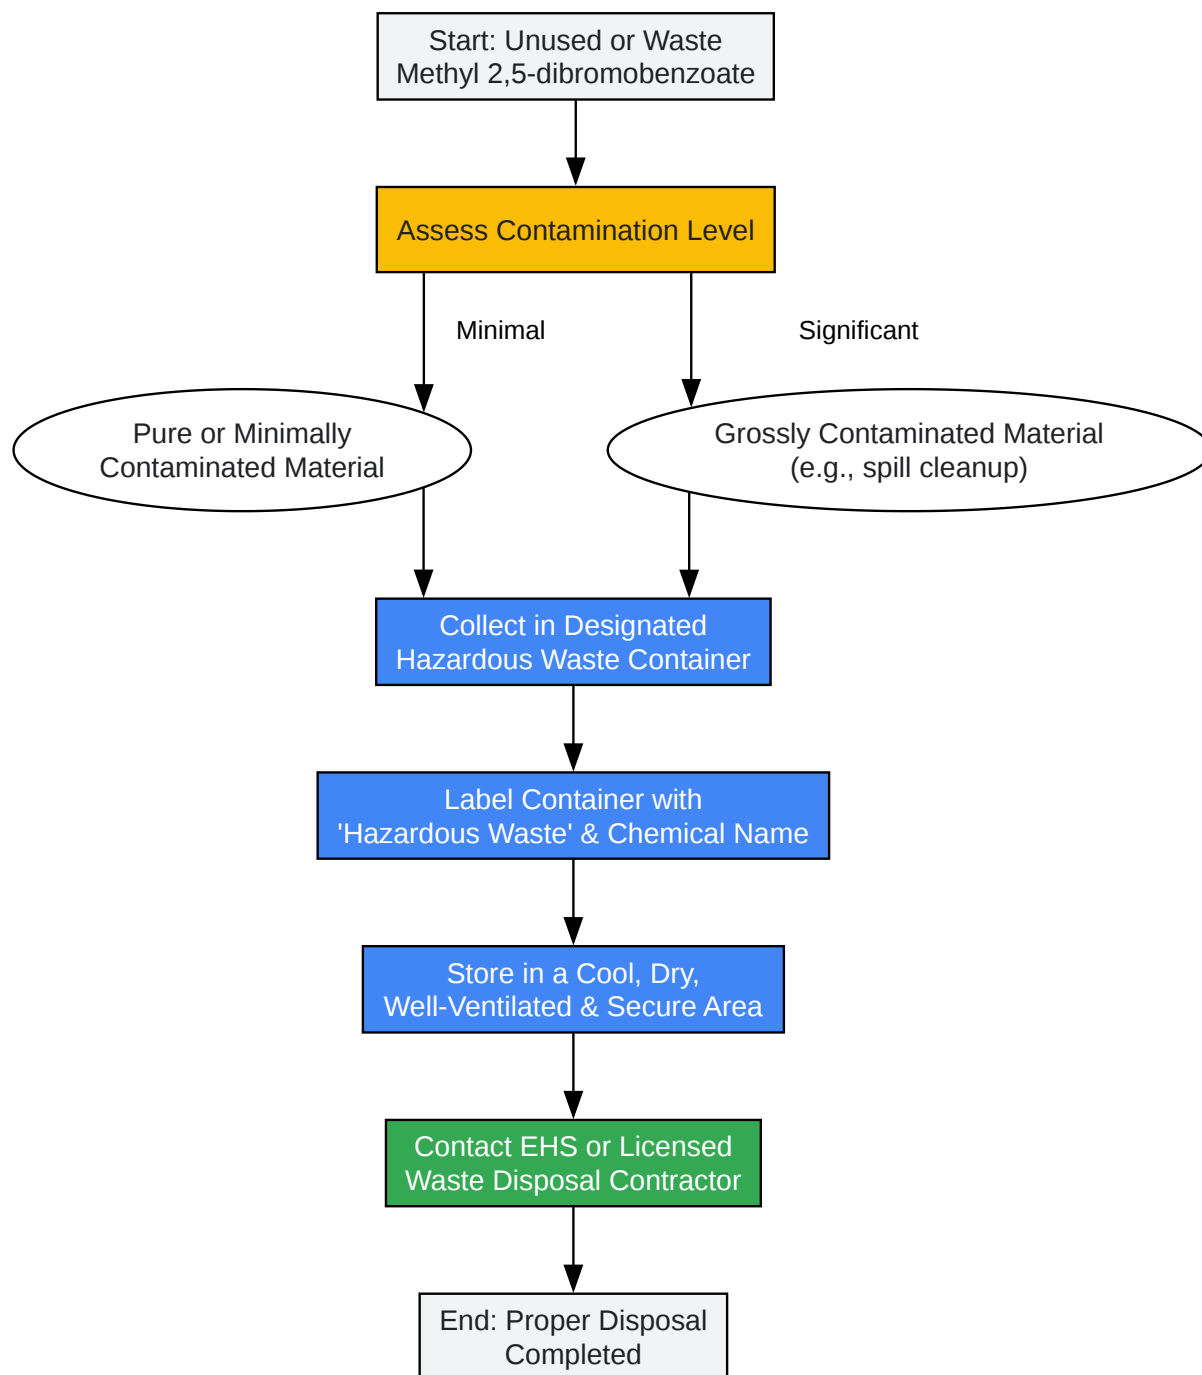 Start: Unused or Waste
Methyl 2,5-dibromobenzoate
Assess Contamination Level
Minimal
Significant
Pure or Minimally
Contaminated Material
Grossly Contaminated Material
(e.g., spill cleanup)
Collect in Designated
Hazardous Waste Container
Label Container with
'Hazardous Waste' & Chemical Name
Store in a Cool, Dry,
Well-Ventilated & Secure Area
Contact EHS or Licensed
Waste Disposal Contractor
End: Proper Disposal
Completed